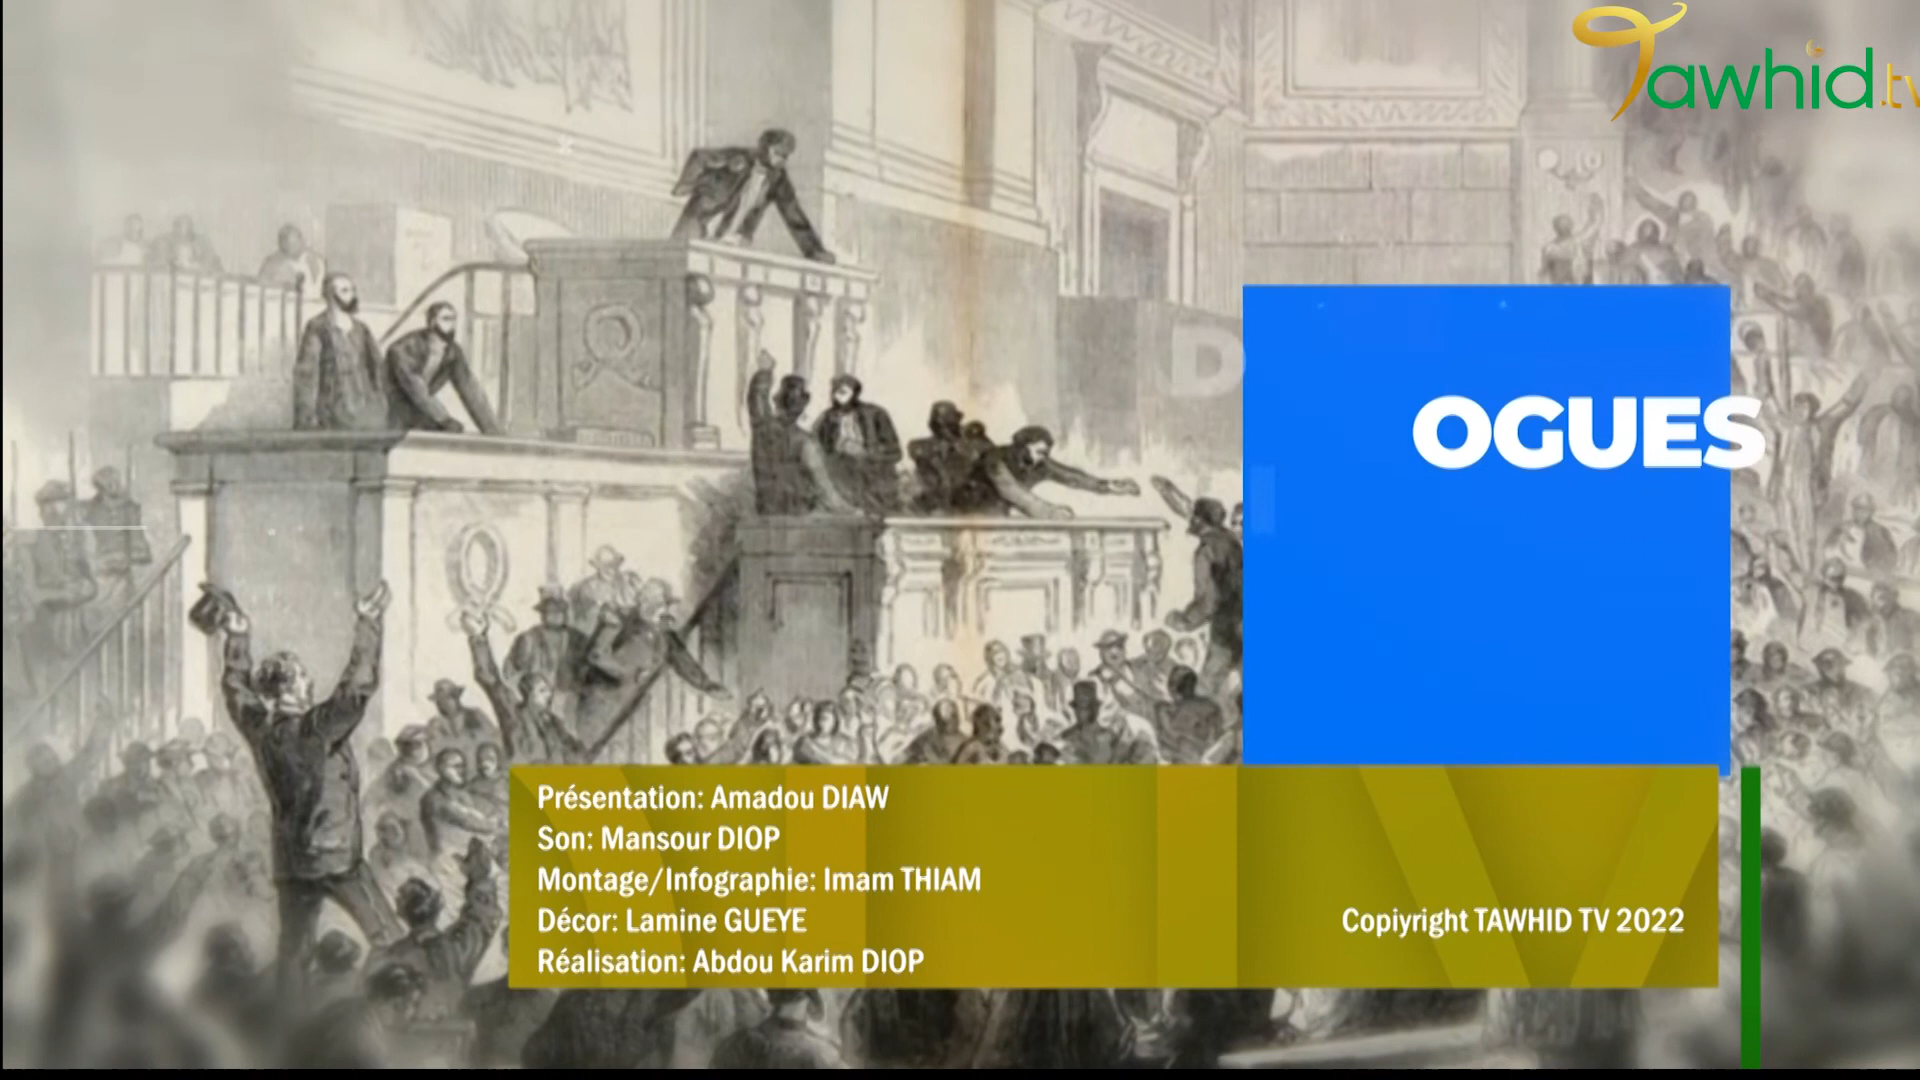 Tawhid.tv
D
OGUES
Présentation: Amadou DIAW
Son: Mansour DIOP
Montage/Infographie: Imam THIAM
Décor: Lamine GUEYE
Copiyright TAWHID TV 2022
Réalisation: Abdou Karim DIOP